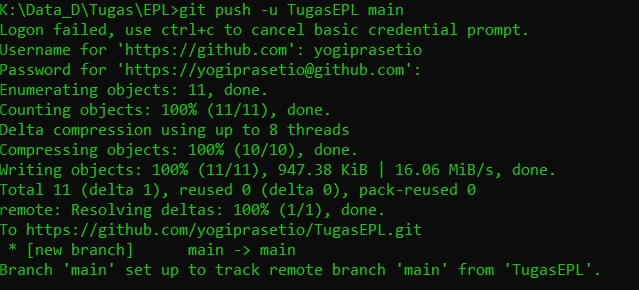 K:\Data_D\Tugas\EPL>git push -u TugasEPL main
Logon failed, use ctrl+c to cancel basic credential prompt.
Username for 'https://github.com': yogiprasetio
Password for 'https://yogiprasetio@github.com':
Enumerating objects: 11, done.
Counting objects: 100% (11/11), done.
Delta compression using up to 8 threads
Compressing objects: 100% (10/10), done.
Writing objects: 100% (11/11), 947.38 KiB | 16.06 MiB/s, done.
Total 11 (delta 1), reused 0 (delta 0), pack-reused 0
remote: Resolving deltas: 100% (1/1), done.
To https://github.com/yogiprasetio/TugasEPL.git
 * [new branch]      main -> main
Branch 'main' set up to track remote branch 'main' from 'TugasEPL'.